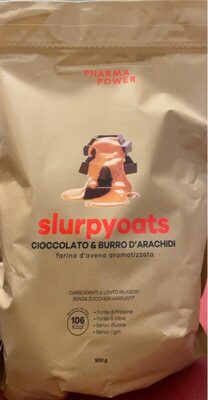 PHARMA
POWER
slurpyoats
CIOCCOLATO & BURRO D'ARACHIDI
farina d'avena aromatizzata
CARBOIDRATI A LENTO RILASCIO
SENZA ZUCCHERI AGGIUNTI*
106
Kcal
• Fonte di Proteine
• Fonte di Fibre
• Senza Glutine
• Senza Ogm
900 g